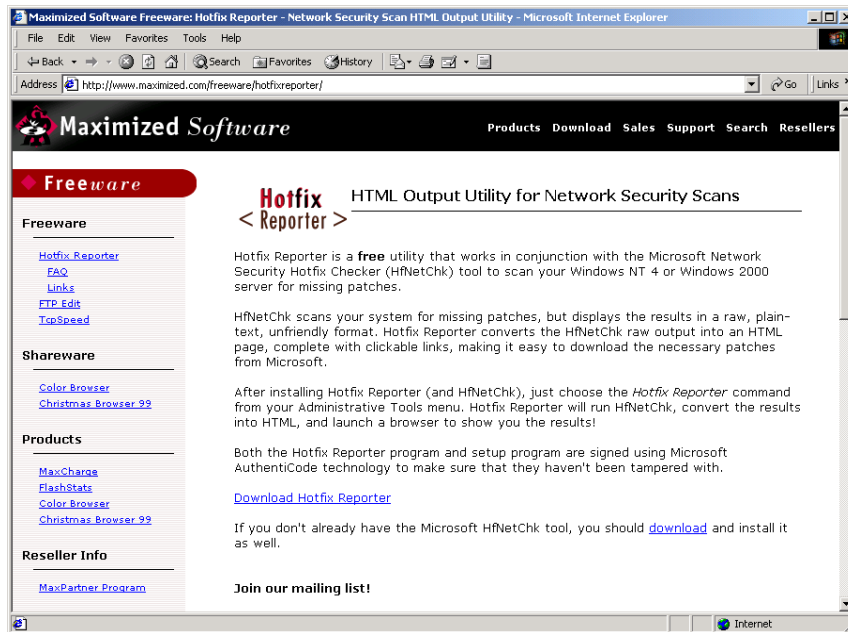 Maximized Software Freeware: Hotfix Reporter - Network Security Scan HTML Output Utility - Microsoft Internet Explorer
File Edit View Favorites Tools Help
Back Search Favorites History
Address http://www.maximized.com/freeware/hotfixreporter/ Go Links
Maximized Software Products Download Sales Support Search Resellers
Freeware
Freeware
Hotfix Reporter
FAQ
Links
FTP Edit
TcpSpeed
Shareware
Color Browser
Christmas Browser 99
Products
MaxCharge
FlashStats
Color Browser
Christmas Browser 99
Reseller Info
MaxPartner Program
Hotfix
< Reporter >
HTML Output Utility for Network Security Scans
Hotfix Reporter is a free utility that works in conjunction with the Microsoft Network
Security Hotfix Checker (HfNetChk) tool to scan your Windows NT 4 or Windows 2000
server for missing patches.
HfNetChk scans your system for missing patches, but displays the results in a raw, plain-
text, unfriendly format. Hotfix Reporter converts the HfNetChk raw output into an HTML
page, complete with clickable links, making it easy to download the necessary patches
from Microsoft.
After installing Hotfix Reporter (and HfNetChk), just choose the Hotfix Reporter command
from your Administrative Tools menu. Hotfix Reporter will run HfNetChk, convert the results
into HTML, and launch a browser to show you the results!
Both the Hotfix Reporter program and setup program are signed using Microsoft
AuthentiCode technology to make sure that they haven't been tampered with.
Download Hotfix Reporter
If you don't already have the Microsoft HfNetChk tool, you should download and install it
as well.
Join our mailing list!
Internet